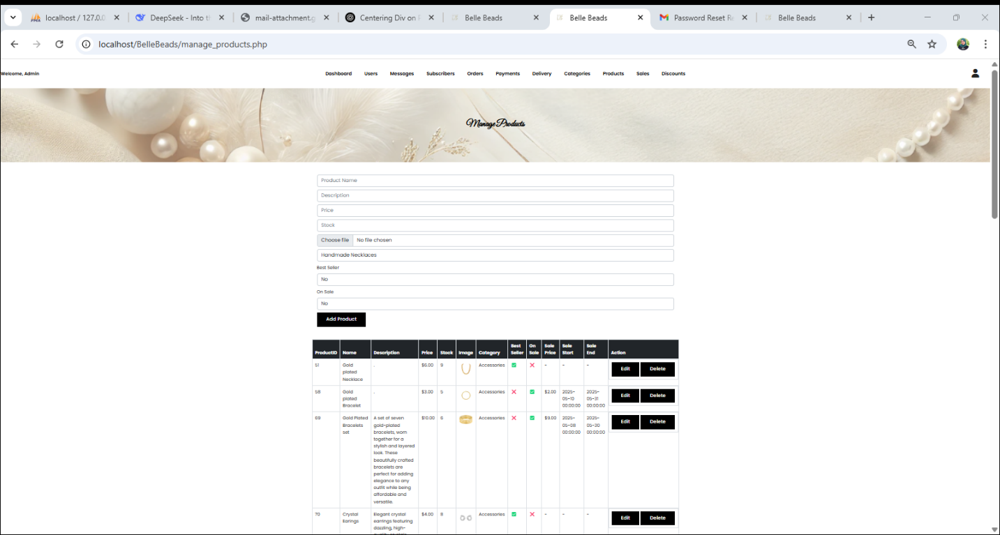 localhost / 127.0.0
DeepSeek - Into th
mail-attachment.g
Centering Div on P
Belle Beads
Belle Beads
Password Reset Re
Belle Beads
localhost/BelleBeads/manage_products.php
Welcome, Admin
Dashboard Users Messages Subscribers Orders Payments Delivery Categories Products Sales Discounts
Manage Products
Product Name
Description
Price
Stock
Choose file No file chosen
Handmade Necklaces
Best Seller
No
On Sale
No
Add Product
ProductID Name Description Price Stock Image Category Best Seller On Sale Sale Price Sale Start Sale End Action
51 Gold plated Necklace . $6.00 9 Accessories - - - Edit Delete
58 Gold plated Bracelet . $3.00 5 Accessories $2.00 2025-05-10 00:00:00 2025-05-31 00:00:00 Edit Delete
69 Gold Plated Bracelets set A set of seven gold-plated bracelets, worn together for a stylish and layered look. These beautifully crafted bracelets are perfect for adding elegance to any outfit while being affordable and versatile. $10.00 6 Accessories $9.00 2025-05-08 00:00:00 2025-05-30 00:00:00 Edit Delete
70 Crystal Earings Elegant crystal earrings featuring dazzling, high- $4.00 8 Accessories - - - Edit Delete